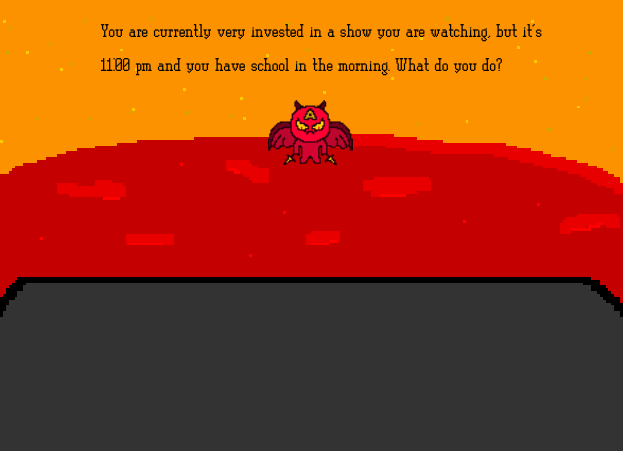 You are currently very invested in a show you are watching, but it's
11:00 pm and you have school in the morning. What do you do?